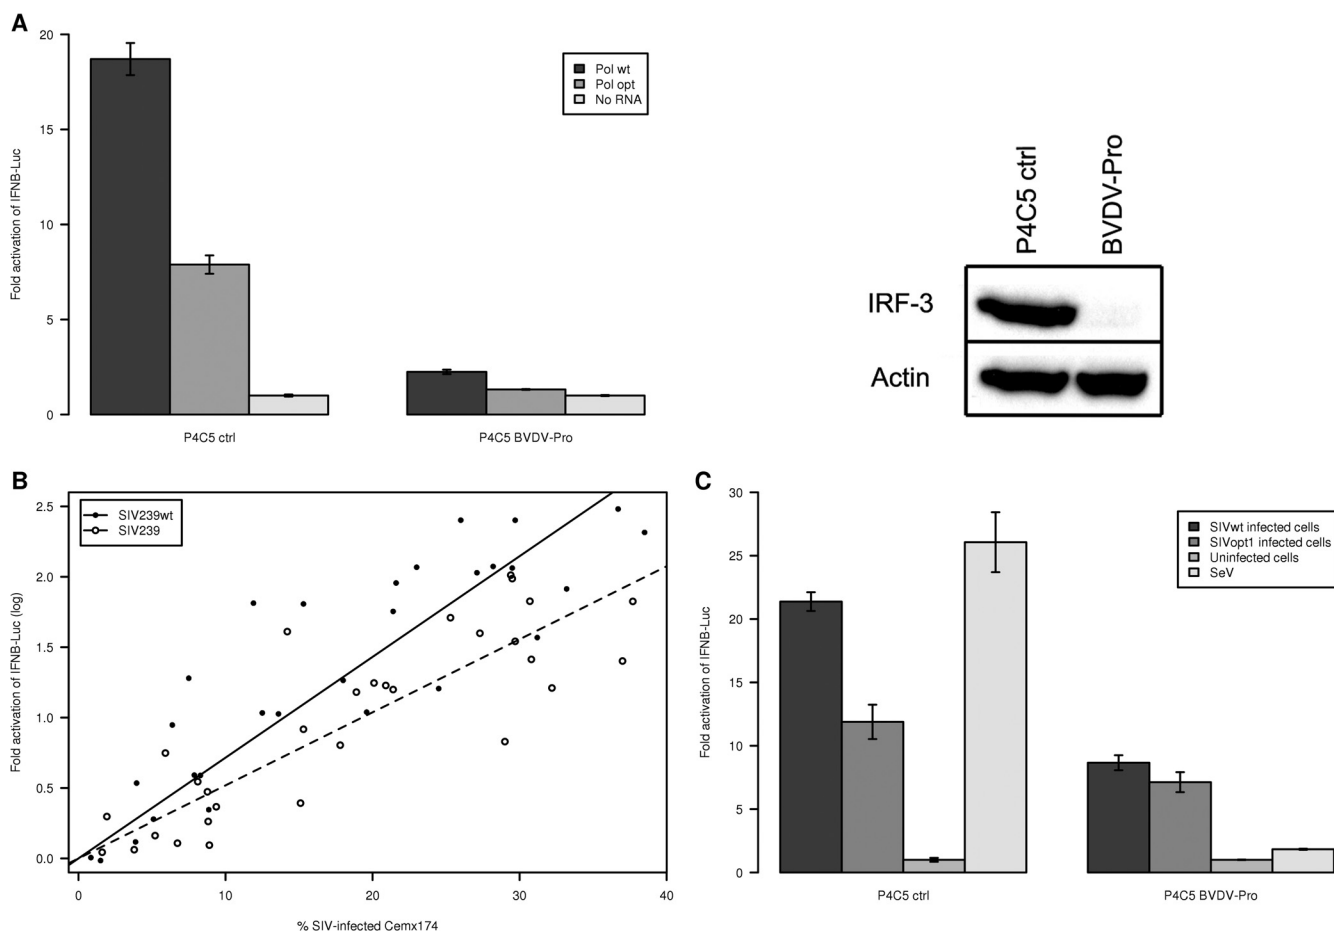 A
20
15
10
5
0
Fold activation of IFNB-Luc
Pol wt
Pol opt
No RNA
P4C5 ctrl
P4C5 BVDV-Pro
P4C5 ctrl
BVDV-Pro
IRF-3
Actin
B
2.5
2.0
1.5
1.0
0.5
0.0
Fold activation of IFNB-Luc (log)
SIV239wt
SIV239
0 10 20 30 40
% SIV-infected Cemx174
C
30
25
20
15
10
5
0
Fold activation of IFNB-Luc
SIVwt infected cells
SIVopt1 infected cells
Uninfected cells
SeV
P4C5 ctrl
P4C5 BVDV-Pro